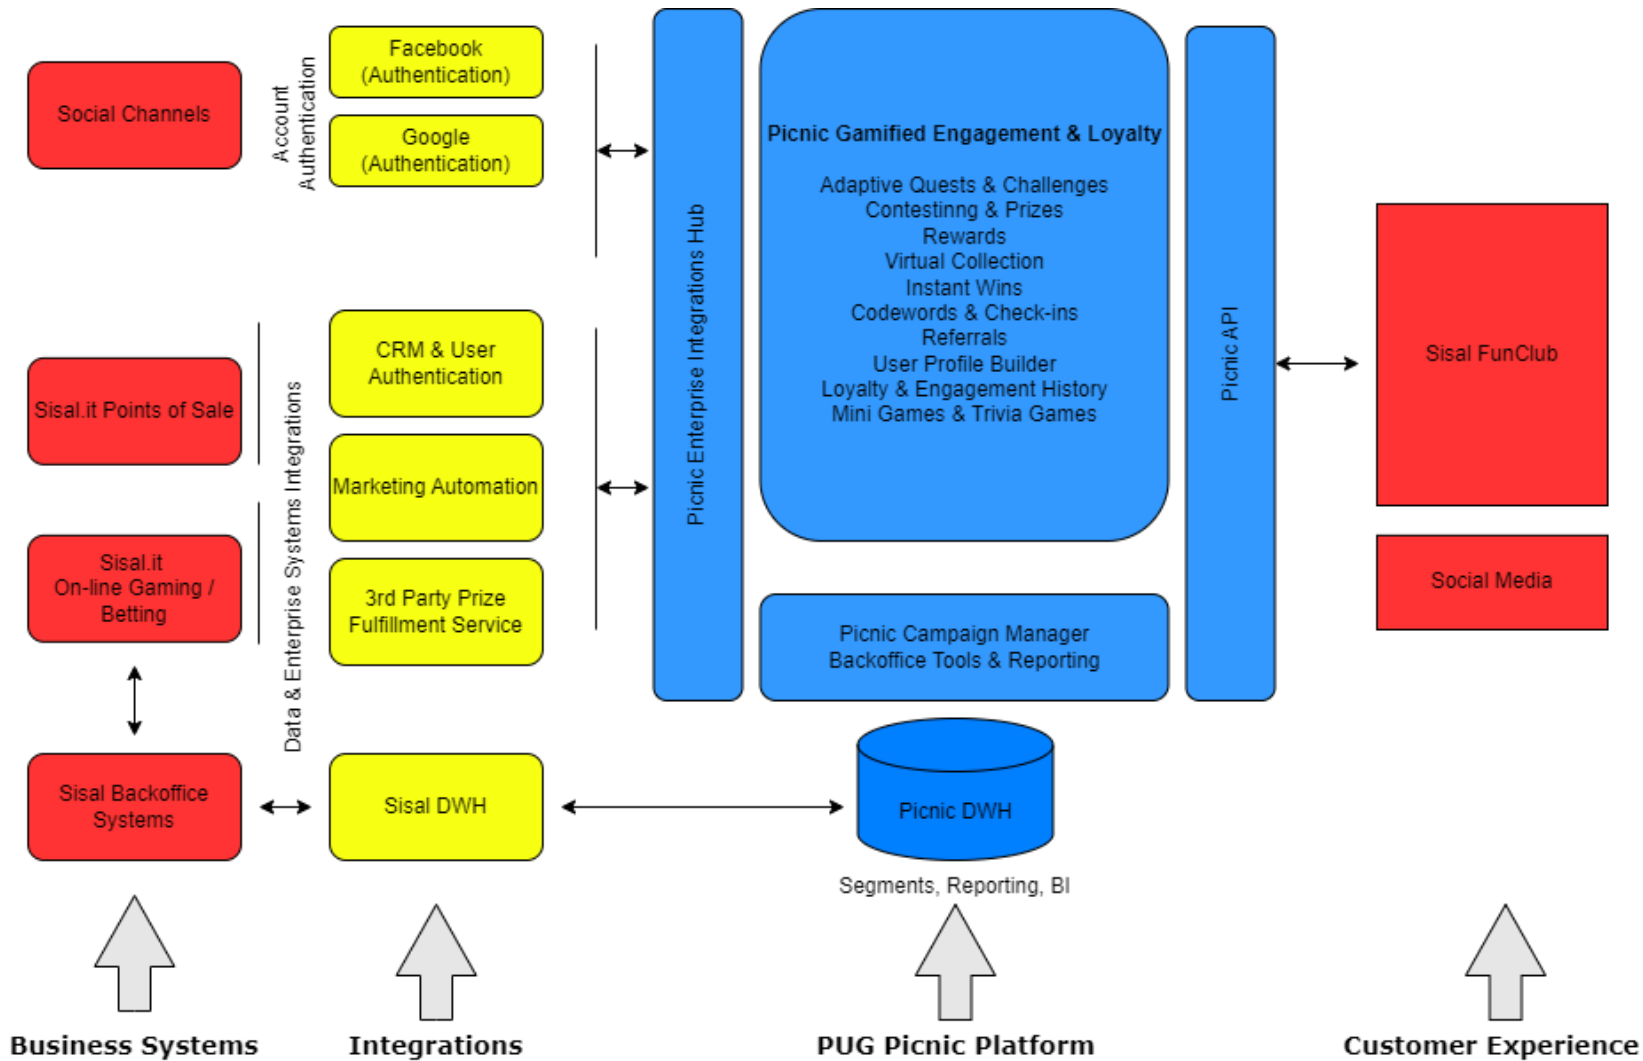 Social Channels
Account
Authentication
Facebook
(Authentication)
Google
(Authentication)
Sisal.it Points of Sale
Sisal.it
On-line Gaming /
Betting
Sisal Backoffice
Systems
Data & Enterprise Systems Integrations
CRM & User
Authentication
Marketing Automation
3rd Party Prize
Fulfillment Service
Sisal DWH
Picnic Enterprise Integrations Hub
Picnic Gamified Engagement & Loyalty
Adaptive Quests & Challenges
Contestinng & Prizes
Rewards
Virtual Collection
Instant Wins
Codewords & Check-ins
Referrals
User Profile Builder
Loyalty & Engagement History
Mini Games & Trivia Games
Picnic Campaign Manager
Backoffice Tools & Reporting
Picnic DWH
Segments, Reporting, BI
Picnic API
Sisal FunClub
Social Media
Business Systems
Integrations
PUG Picnic Platform
Customer Experience